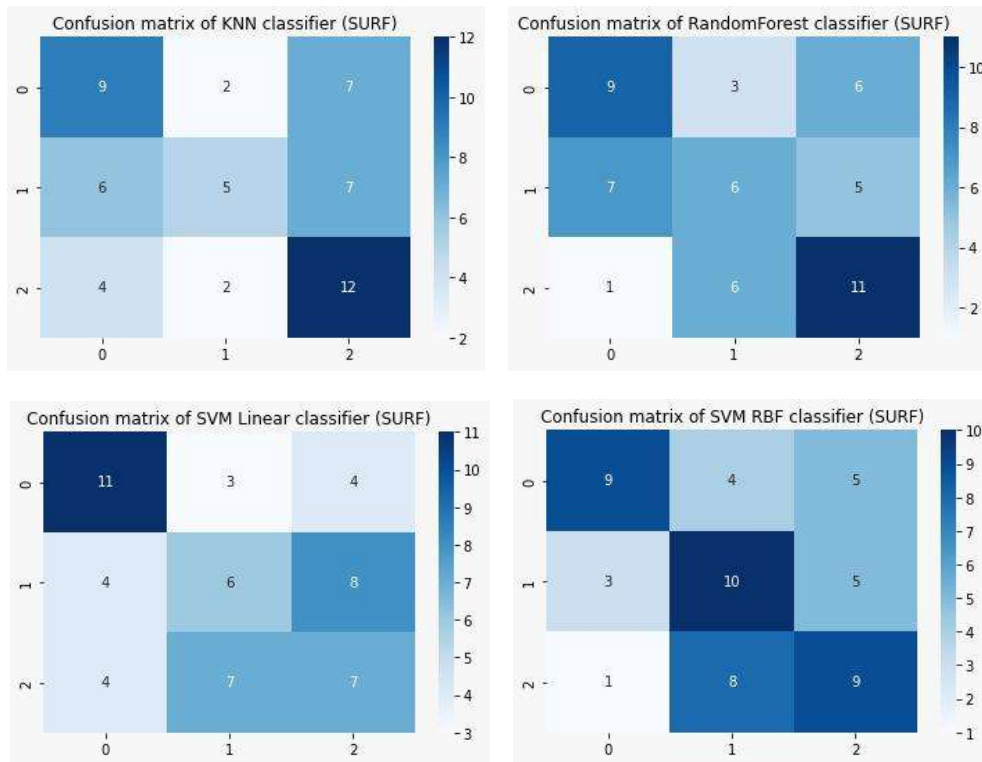 Confusion matrix of KNN classifier (SURF)
0 9 2 7
1 6 5 7
2 4 2 12
0 1 2
12
10
8
6
4
2
Confusion matrix of RandomForest classifier (SURF)
9 3 6
7 6 5
1 6 11
0 1 2
10
8
6
4
2
Confusion matrix of SVM Linear classifier (SURF)
0 11 3 4
1 4 6 8
2 4 7 7
0 1 2
11
10
9
8
7
6
5
4
3
Confusion matrix of SVM RBF classifier (SURF)
0 9 4 5
1 3 10 5
2 1 8 9
0 1 2
10
9
8
7
6
5
4
3
2
1